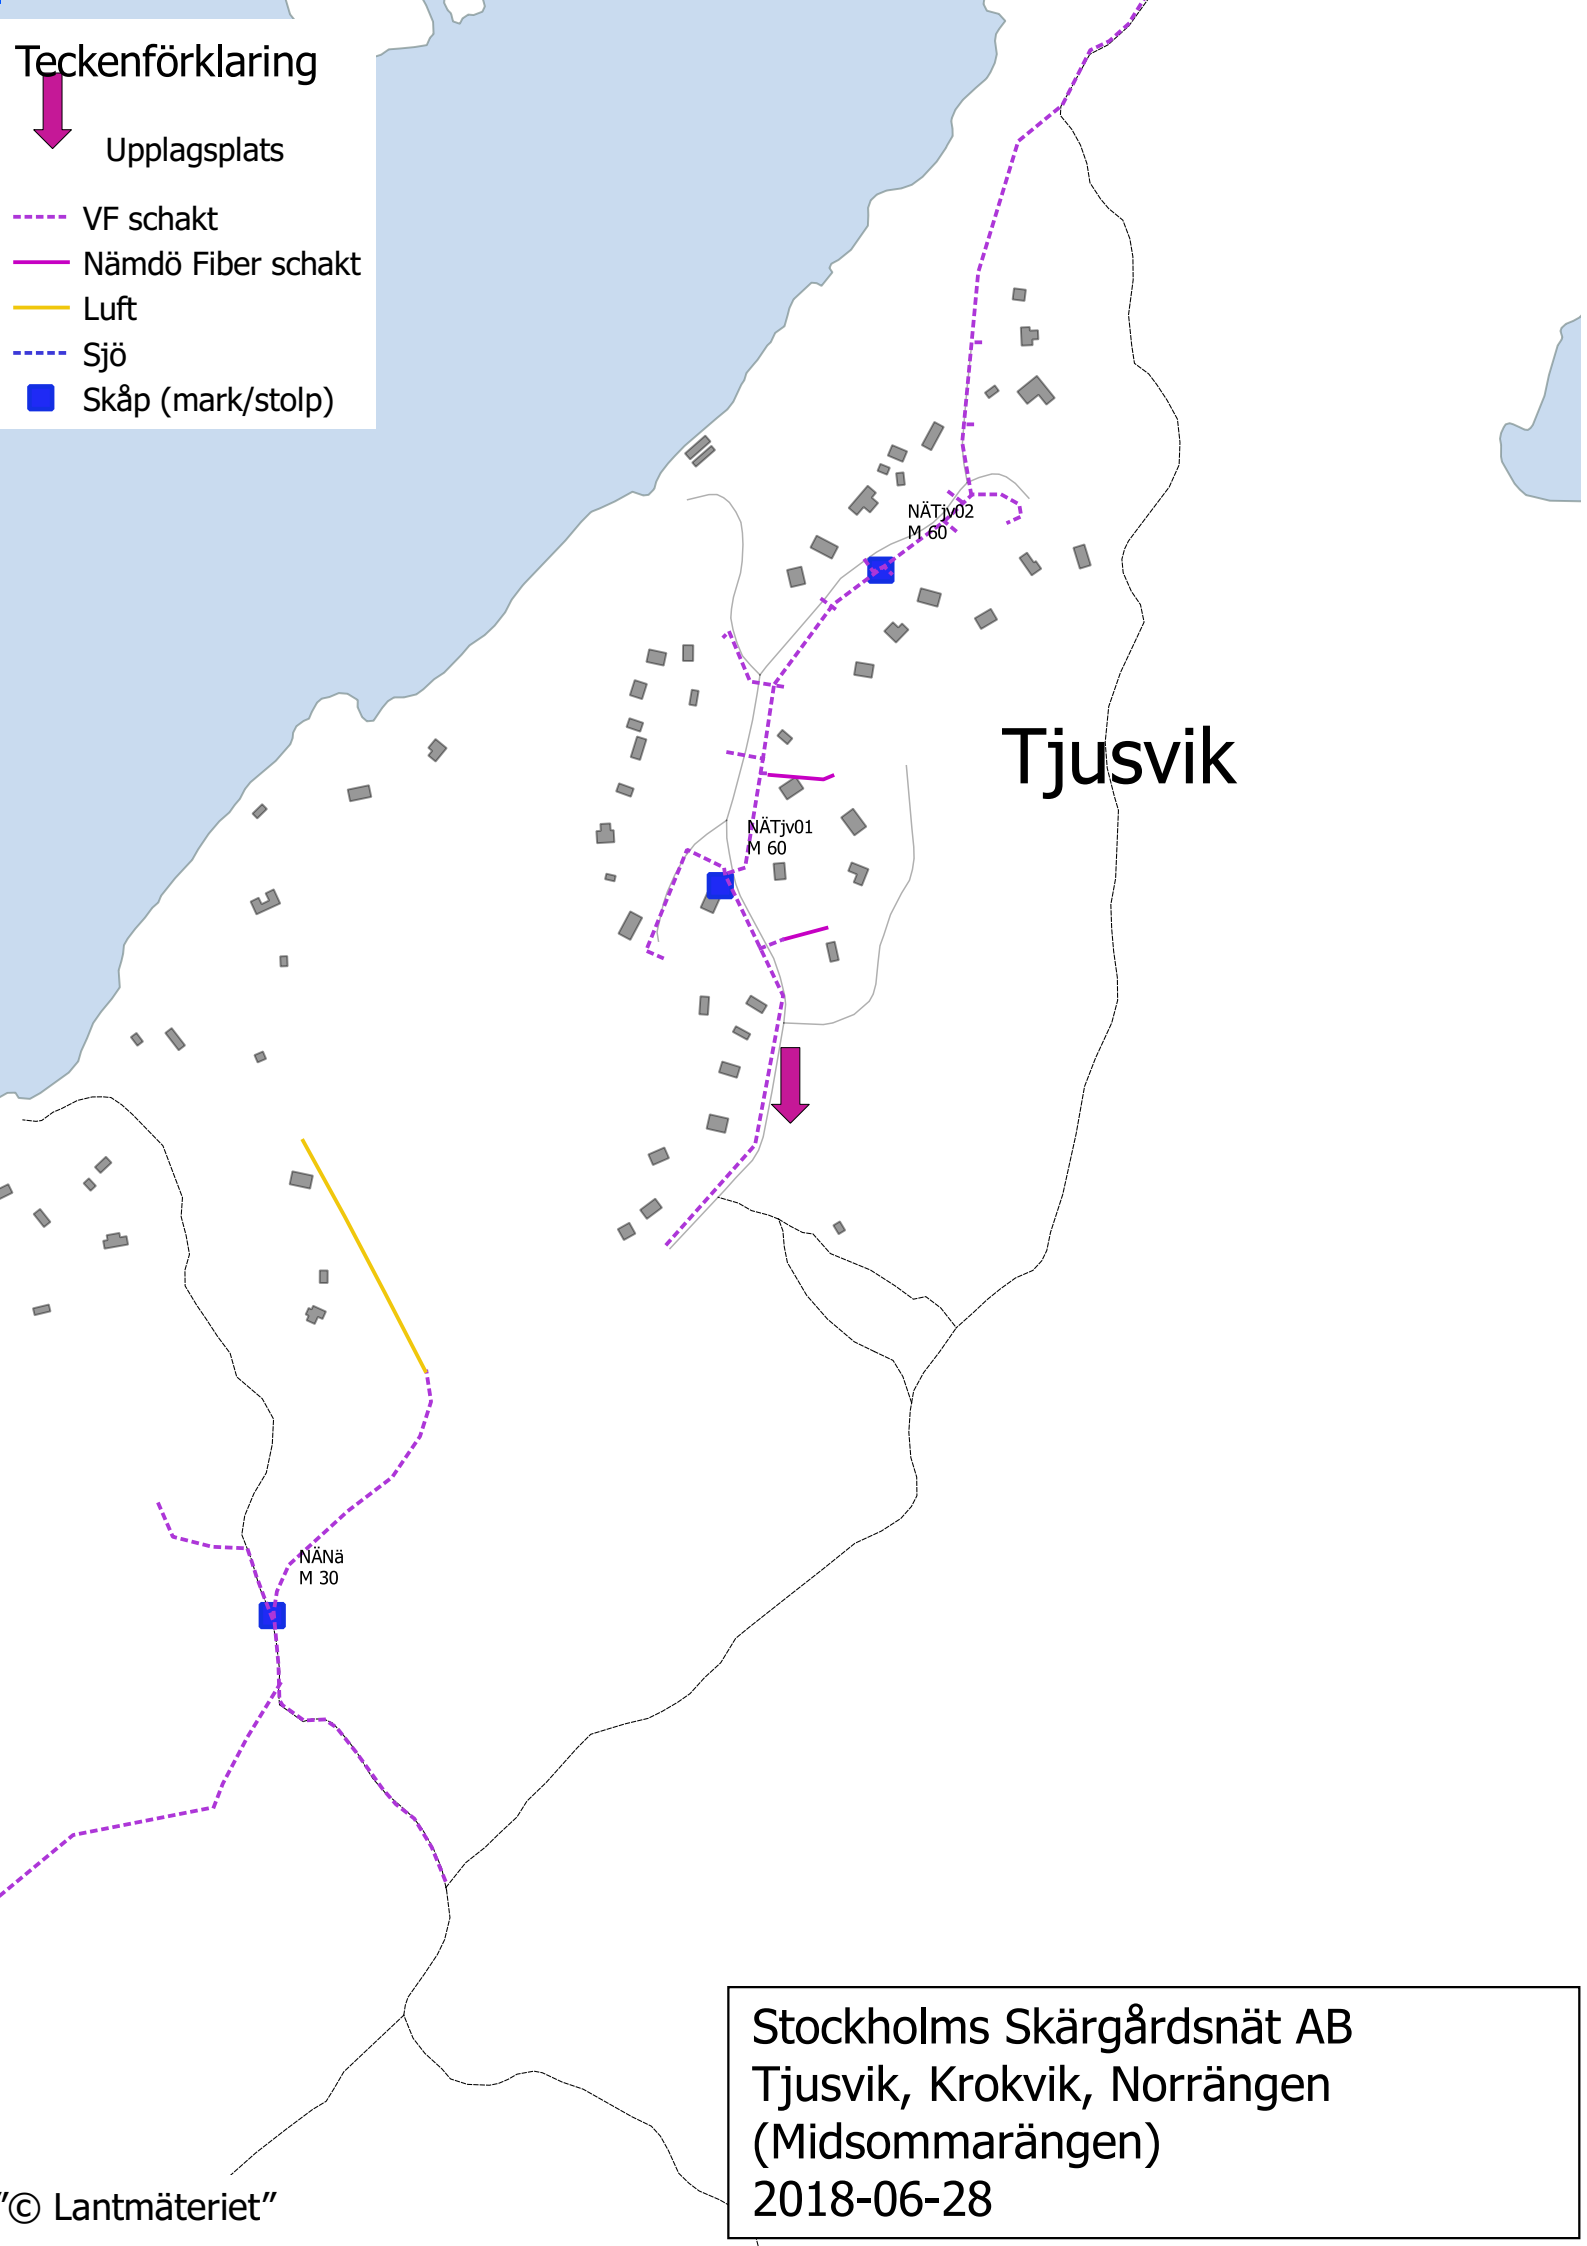 Teckenförklaring
Upplagsplats
VF schakt
Nämdö Fiber schakt
Luft
Sjö
Skåp (mark/stolp)
NÄTjv02
M 60
Tjusvik
NÄTjv01
M 60
NÄNä
M 30
Stockholms Skärgårdsnät AB
Tjusvik, Krokvik, Norrängen
(Midsommarängen)
2018-06-28
"© Lantmäteriet"